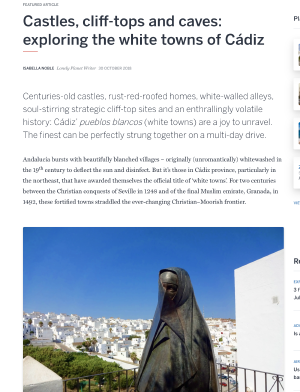 FEATURED ARTICLE
Castles, cliff-tops and caves:
exploring the white towns of Cádiz
ISABELLA NOBLE Lonely Planet Writer
Centuries-old castles, rust-red-roofed homes, white-walled alleys,
soul-stirring strategic cliff-top sites and an enthrallingly volatile
history: Cádiz' pueblos blancos (white towns) are a joy to unravel.
The finest can be perfectly strung together on a multi-day drive.
Andalucía bursts with beautifully blanched villages – originally (unromantically) whitewashed in
the 19th century to deflect the sun and disinfect. But it's those in Cádiz province, particularly in
the northeast, that have awarded themselves the official title of 'white towns'. For two centuries
between the Christian conquests of Seville in 1248 and of the final Muslim emirate, Granada, in
1492, these fortified towns straddled the ever-changing Christian–Moorish frontier.